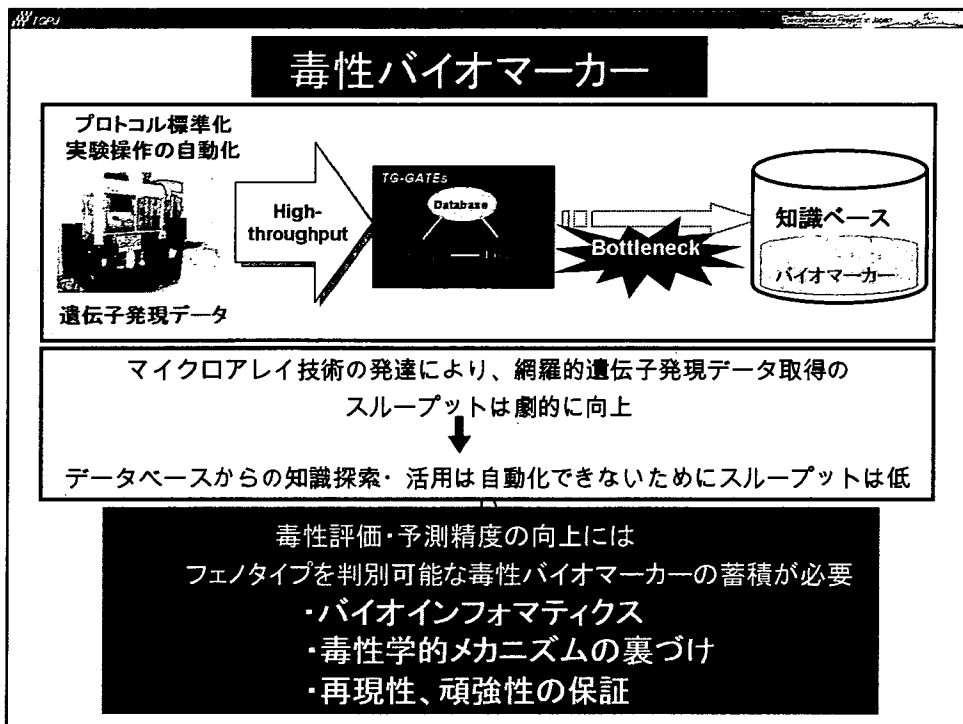 TGPJ
Toxicogenomics Project in Japan
毒性バイオマーカー
プロトコル標準化
実験操作の自動化
遺伝子発現データ
High-
throughput
TG-GATEs
Database
Bottleneck
知識ベース
バイオマーカー
マイクロアレイ技術の発達により、網羅的遺伝子発現データ取得の
スループットは劇的に向上
データベースからの知識探索・活用は自動化できないためにスループットは低
毒性評価・予測精度の向上には
フェノタイプを判別可能な毒性バイオマーカーの蓄積が必要
・バイオインフォマティクス
・毒性学的メカニズムの裏づけ
・再現性、頑強性の保証